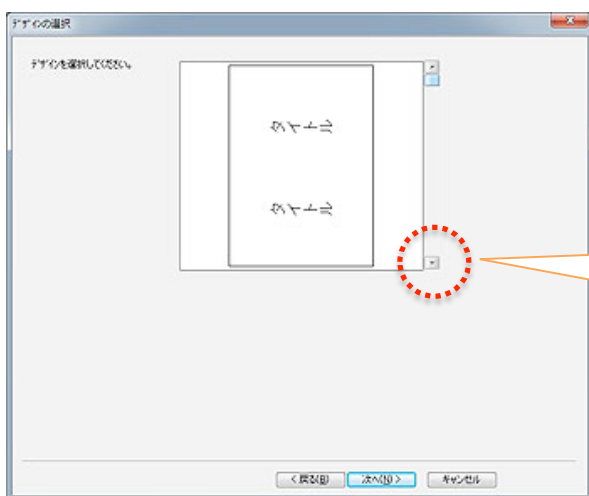 デザインの選択
デザインを選択してください。
タイトル
タイトル
< 戻る(B)
次へ(N) >
キャンセル